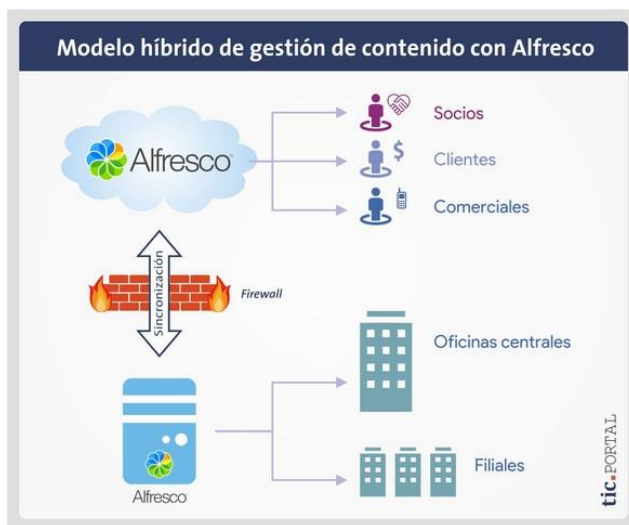 Modelo híbrido de gestión de contenido con Alfresco
Alfresco
Socios
$
Clientes
Comerciales
Sincronización
Firewall
Oficinas centrales
Filiales
Alfresco
tic.PORTAL